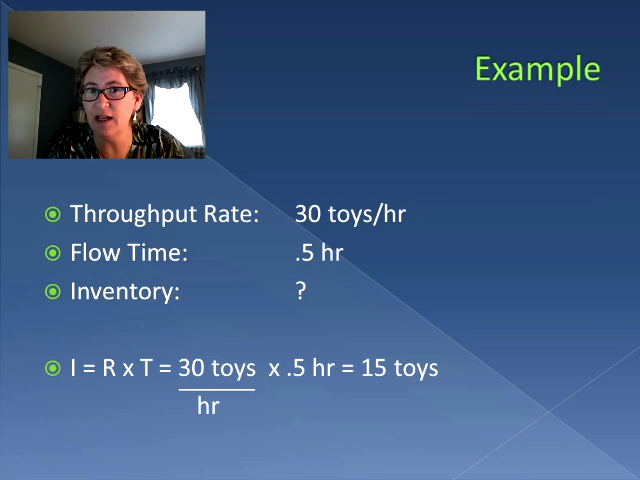 Example
Throughput Rate: 30 toys/hr
Flow Time: .5 hr
Inventory: ?
I = R x T = 30 toys x .5 hr = 15 toys
hr